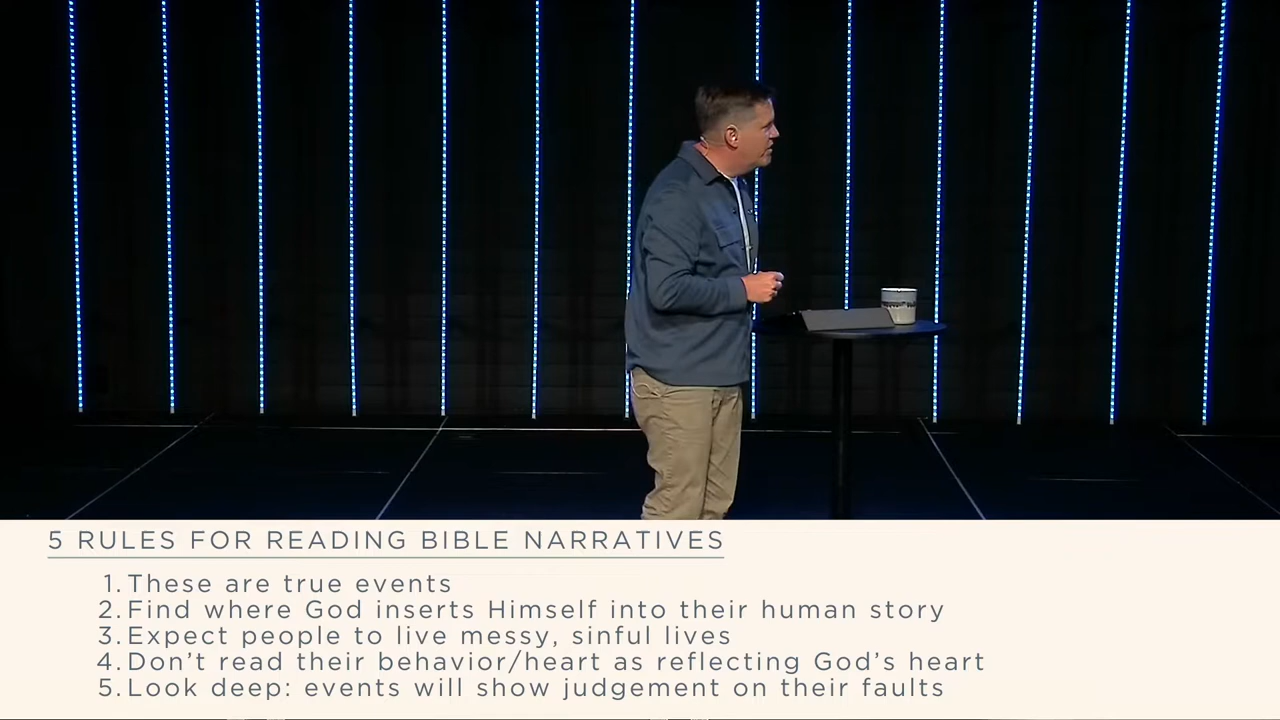 5 RULES FOR READING BIBLE NARRATIVES
1. These are true events
2. Find where God inserts Himself into their human story
3. Expect people to live messy, sinful lives
4. Don't read their behavior/heart as reflecting God's heart
5. Look deep: events will show judgement on their faults